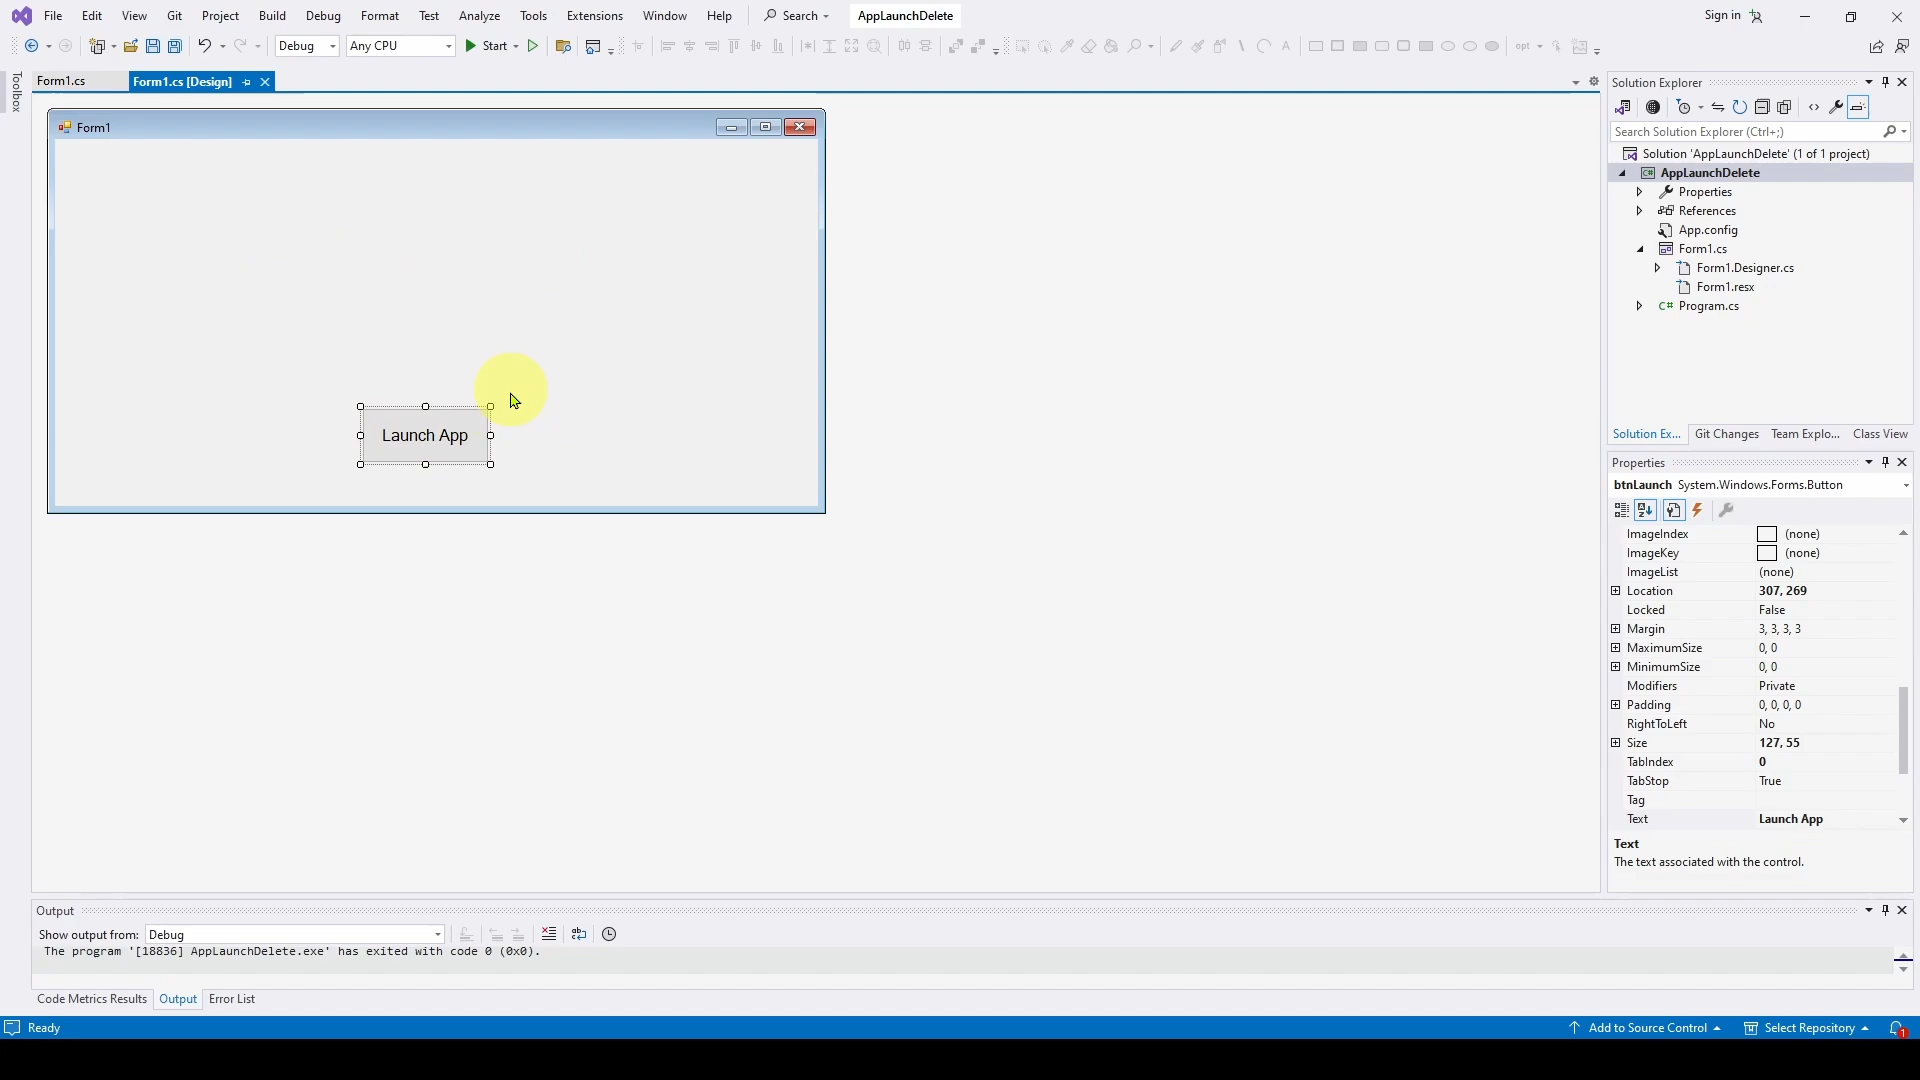 File Edit View Git Project Build Debug Format Test Analyze Tools Extensions Window Help Search AppLaunchDelete Sign in
Debug Any CPU Start opt
Toolbox
Form1.cs Form1.cs [Design]
Form1
Launch App
Solution Explorer
Search Solution Explorer (Ctrl+;)
Solution 'AppLaunchDelete' (1 of 1 project)
C# AppLaunchDelete
Properties
References
App.config
Form1.cs
Form1.Designer.cs
Form1.resx
C# Program.cs
Solution Ex... Git Changes Team Explo... Class View
Properties
btnLaunch System.Windows.Forms.Button
ImageIndex (none)
ImageKey (none)
ImageList (none)
Location 307, 269
Locked False
Margin 3, 3, 3, 3
MaximumSize 0, 0
MinimumSize 0, 0
Modifiers Private
Padding 0, 0, 0, 0
RightToLeft No
Size 127, 55
TabIndex 0
TabStop True
Tag
Text Launch App
Text
The text associated with the control.
Output
Show output from: Debug
The program '[18836] AppLaunchDelete.exe' has exited with code 0 (0x0).
Code Metrics Results Output Error List
Ready Add to Source Control Select Repository 1